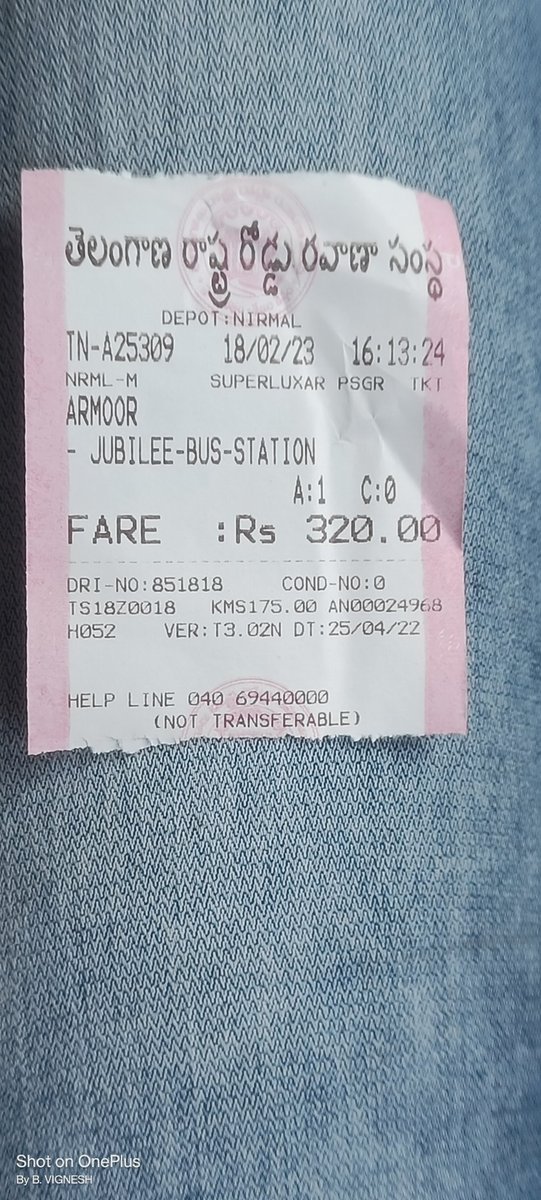 తెలంగాణ రాష్ట్ర రోడ్డు రవాణా సంస్థ
DEPOT:NIRMAL
TN-A25309 18/02/23 16:13:24
NRML-M SUPERLUXAR PSGR TKT
ARMOOR
- JUBILEE-BUS-STATION
A:1 C:0
FARE :Rs 320.00
DRI-NO:851818 COND-NO:0
TS18Z0018 KMS175.00 AN00024968
H052 VER:T3.02N DT:25/04/22
HELP LINE 040 69440000
(NOT TRANSFERABLE)
Shot on OnePlus
By B. VIGNESH